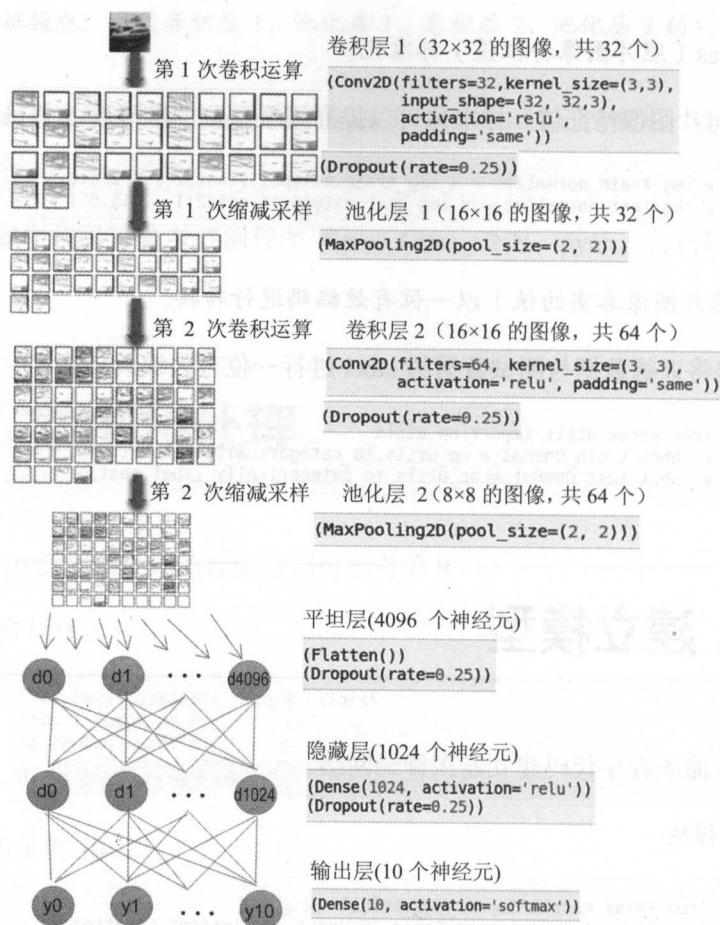 卷积层 1（32×32 的图像，共 32 个）
第 1 次卷积运算
(Conv2D(filters=32,kernel_size=(3,3),
input_shape=(32, 32,3),
activation='relu',
padding='same'))
(Dropout(rate=0.25))
第 1 次缩减采样
池化层 1（16×16 的图像，共 32 个）
(MaxPooling2D(pool_size=(2, 2)))
第 2 次卷积运算
卷积层 2（16×16 的图像，共 64 个）
(Conv2D(filters=64, kernel_size=(3, 3),
activation='relu', padding='same'))
(Dropout(rate=0.25))
第 2 次缩减采样
池化层 2(8×8 的图像，共 64 个）
(MaxPooling2D(pool_size=(2, 2)))
平坦层(4096 个神经元)
(Flatten())
(Dropout(rate=0.25))
d0 d1 ··· d4096
隐藏层(1024 个神经元)
(Dense(1024, activation='relu'))
(Dropout(rate=0.25))
d0 d1 ··· d1024
输出层(10 个神经元)
(Dense(10, activation='softmax'))
y0 y1 ··· y10